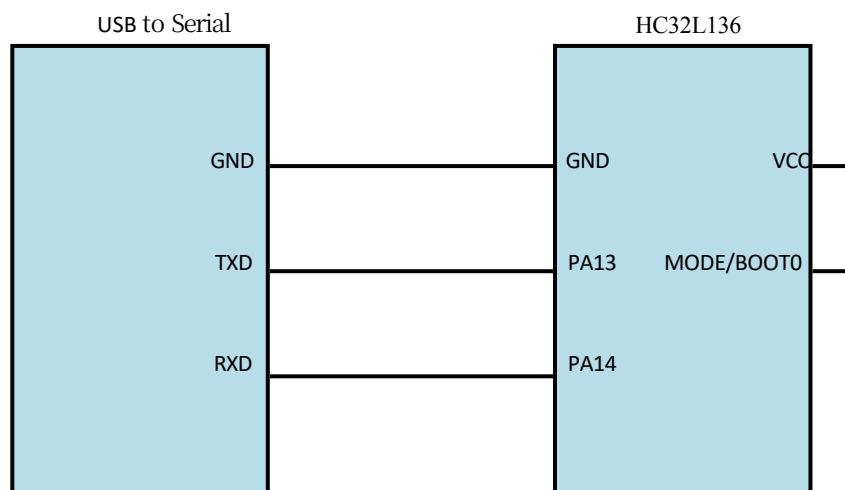 USB to Serial
HC32L136
GND
GND
VCC
TXD
PA13
MODE/BOOT0
RXD
PA14